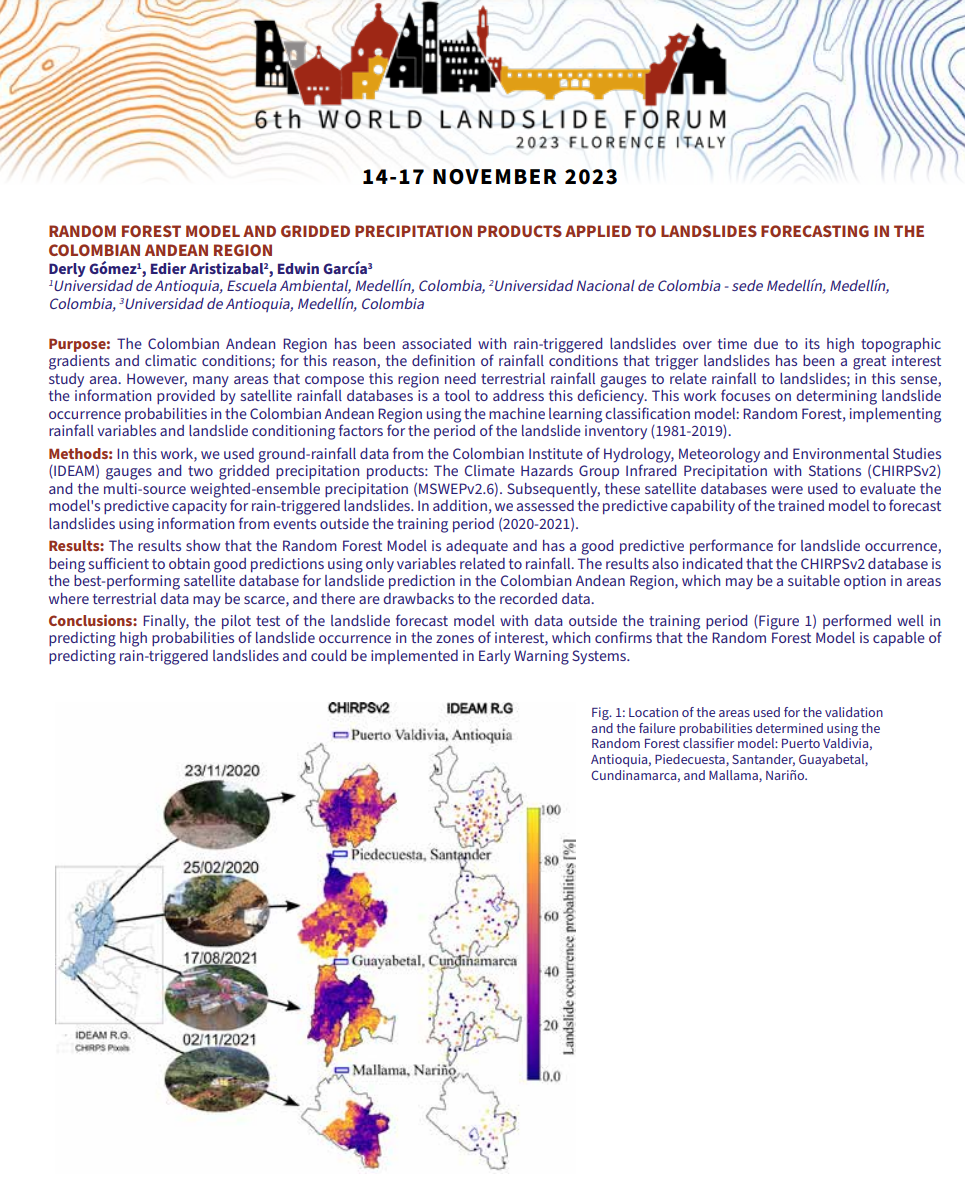 6th WORLD LANDSLIDE FORUM
2023 FLORENCE ITALY
14-17 NOVEMBER 2023
RANDOM FOREST MODEL AND GRIDDED PRECIPITATION PRODUCTS APPLIED TO LANDSLIDES FORECASTING IN THE
COLOMBIAN ANDEAN REGION
Derly Gómez¹, Edier Aristizabal², Edwin García³
¹Universidad de Antioquia, Escuela Ambiental, Medellín, Colombia, ²Universidad Nacional de Colombia - sede Medellín, Medellín,
Colombia, ³Universidad de Antioquia, Medellín, Colombia
Purpose: The Colombian Andean Region has been associated with rain-triggered landslides over time due to its high topographic
gradients and climatic conditions; for this reason, the definition of rainfall conditions that trigger landslides has been a great interest
study area. However, many areas that compose this region need terrestrial rainfall gauges to relate rainfall to landslides; in this sense,
the information provided by satellite rainfall databases is a tool to address this deficiency. This work focuses on determining landslide
occurrence probabilities in the Colombian Andean Region using the machine learning classification model: Random Forest, implementing
rainfall variables and landslide conditioning factors for the period of the landslide inventory (1981-2019).
Methods: In this work, we used ground-rainfall data from the Colombian Institute of Hydrology, Meteorology and Environmental Studies
(IDEAM) gauges and two gridded precipitation products: The Climate Hazards Group Infrared Precipitation with Stations (CHIRPSv2)
and the multi-source weighted-ensemble precipitation (MSWEPv2.6). Subsequently, these satellite databases were used to evaluate the
model's predictive capacity for rain-triggered landslides. In addition, we assessed the predictive capability of the trained model to forecast
landslides using information from events outside the training period (2020-2021).
Results: The results show that the Random Forest Model is adequate and has a good predictive performance for landslide occurrence,
being sufficient to obtain good predictions using only variables related to rainfall. The results also indicated that the CHIRPSv2 database is
the best-performing satellite database for landslide prediction in the Colombian Andean Region, which may be a suitable option in areas
where terrestrial data may be scarce, and there are drawbacks to the recorded data.
Conclusions: Finally, the pilot test of the landslide forecast model with data outside the training period (Figure 1) performed well in
predicting high probabilities of landslide occurrence in the zones of interest, which confirms that the Random Forest Model is capable of
predicting rain-triggered landslides and could be implemented in Early Warning Systems.
CHIRPSv2
IDEAM R.G
Puerto Valdivia, Antioquia
23/11/2020
Piedecuesta, Santander
25/02/2020
Guayabetal, Cundinamarca
17/08/2021
Mallama, Nariño
02/11/2021
IDEAM R.G.
CHIRPS Pixels
100
80
60
40
20
0.0
Landslide occurrence probabilities [%]
Fig. 1: Location of the areas used for the validation
and the failure probabilities determined using the
Random Forest classifier model: Puerto Valdivia,
Antioquia, Piedecuesta, Santander, Guayabetal,
Cundinamarca, and Mallama, Nariño.